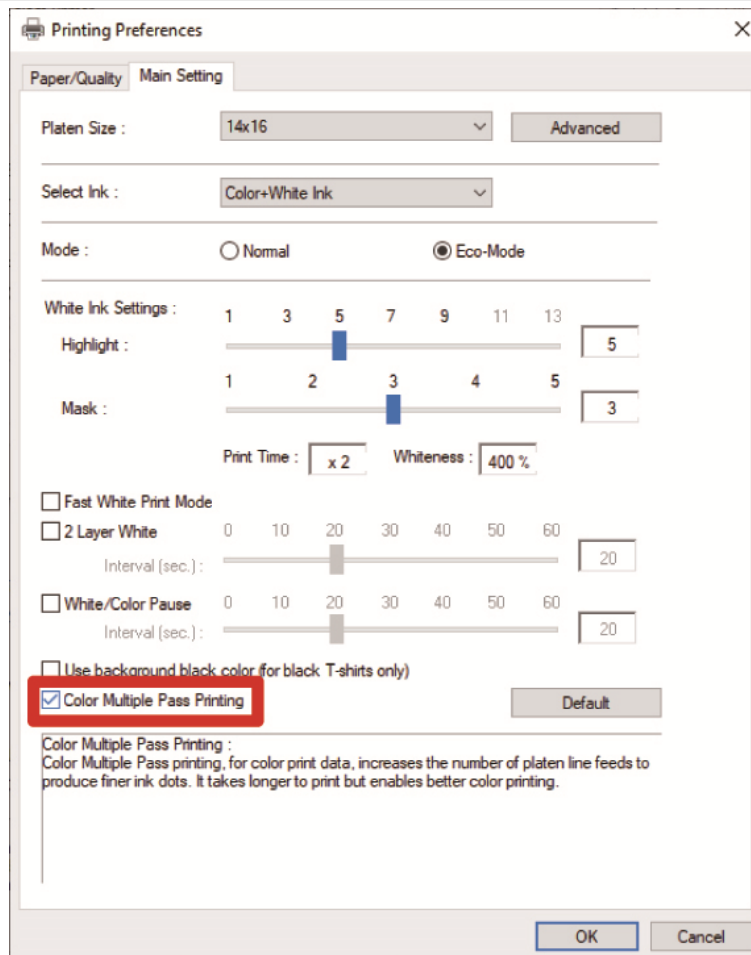 Printing Preferences
Paper/Quality Main Setting
Platen Size : 14x16 Advanced
Select Ink : Color+White Ink
Mode : Normal Eco-Mode
White Ink Settings : 1 3 5 7 9 11 13
Highlight : 5
1 2 3 4 5
Mask : 3
Print Time : x 2 Whiteness : 400 %
Fast White Print Mode
2 Layer White 0 10 20 30 40 50 60
Interval (sec.) : 20
White/Color Pause 0 10 20 30 40 50 60
Interval (sec.) : 20
Use background black color (for black T-shirts only)
Color Multiple Pass Printing Default
Color Multiple Pass Printing :
Color Multiple Pass printing, for color print data, increases the number of platen line feeds to
produce finer ink dots. It takes longer to print but enables better color printing.
OK Cancel